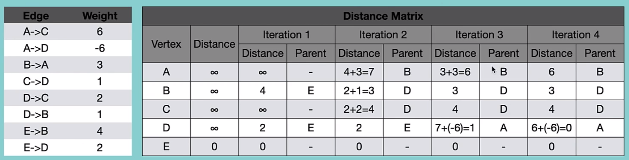 Edge Weight
A->C 6
A->D -6
B->A 3
C->D 1
D->C 2
D->B 1
E->B 4
E->D 2
Distance Matrix
Vertex Distance Iteration 1 Iteration 2 Iteration 3 Iteration 4
Distance Parent Distance Parent Distance Parent Distance Parent
A ∞ ∞ - 4+3=7 B 3+3=6 B 6 B
B ∞ 4 E 2+1=3 D 3 D 3 D
C ∞ ∞ - 2+2=4 D 4 D 4 D
D ∞ 2 E 2 E 7+(-6)=1 A 6+(-6)=0 A
E 0 0 - 0 - 0 - 0 -